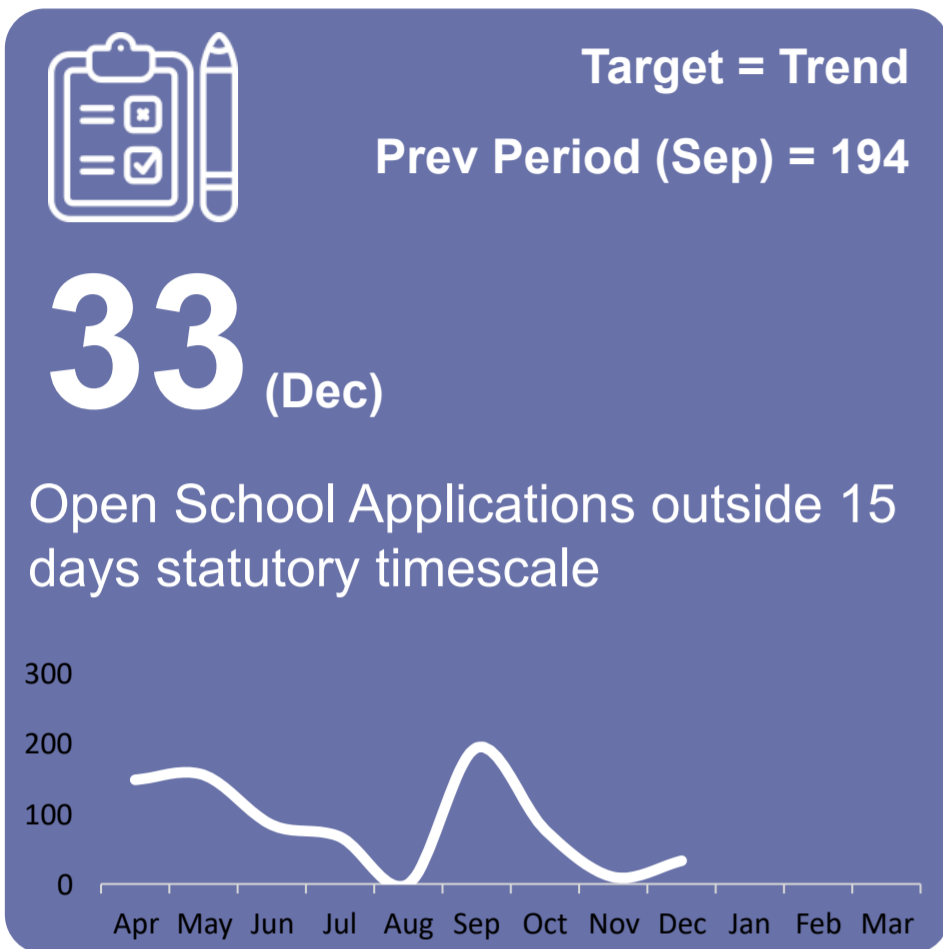 Target = Trend
Prev Period (Sep) = 194
33 (Dec)
Open School Applications outside 15
days statutory timescale
300
200
100
0
Apr May Jun Jul Aug Sep Oct Nov Dec Jan Feb Mar